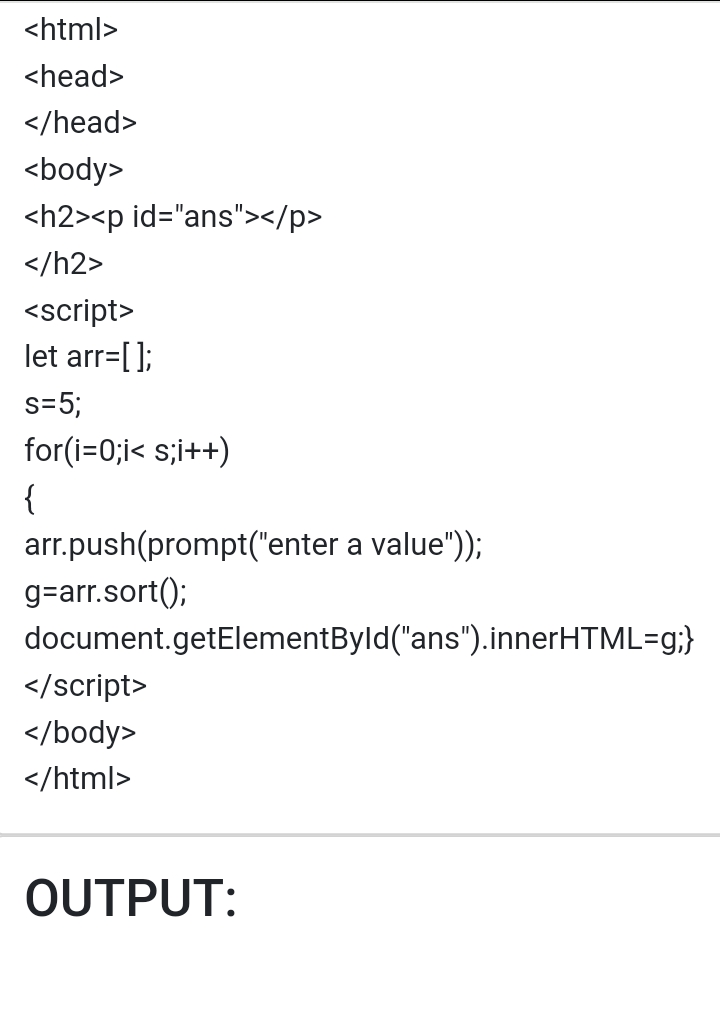 <html>
<head>
</head>
<body>
<h2><p id="ans"></p>
</h2>
<script>
let arr=[ ];
s=5;
for(i=0;i< s;i++)
{
arr.push(prompt("enter a value"));
g=arr.sort();
document.getElementById("ans").innerHTML=g;}
</script>
</body>
</html>
OUTPUT: